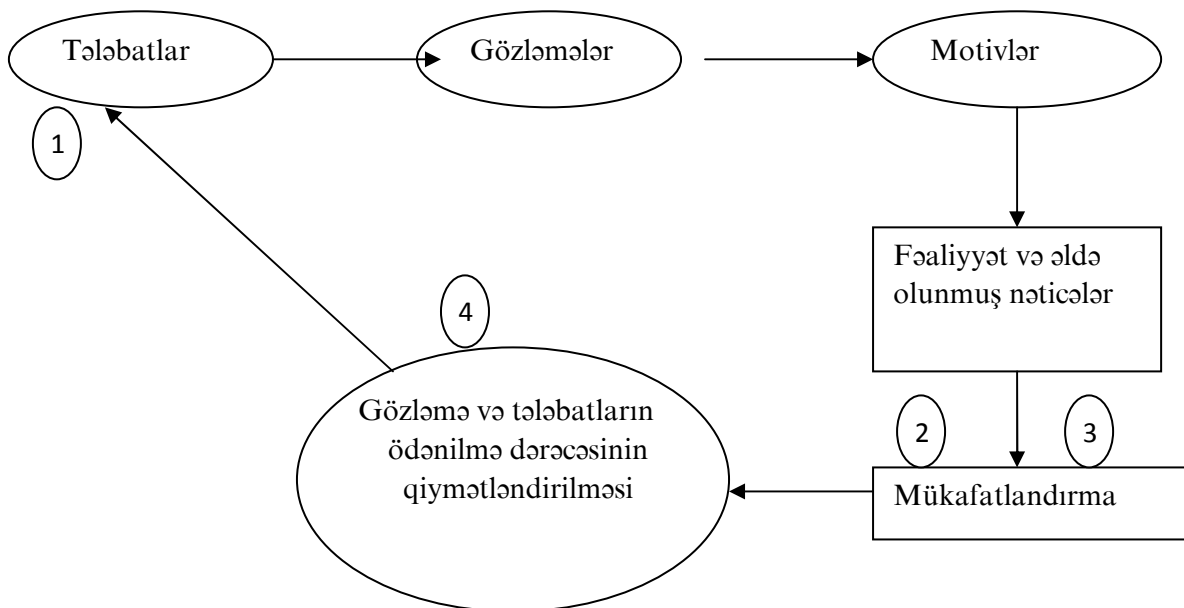 Tələbatlar
Gözləmələr
Motivlər
1
Fəaliyyət və əldə
olunmuş nəticələr
4
Gözləmə və tələbatların
ödənilmə dərəcəsinin
qiymətləndirilməsi
2
3
Mükafatlandırma